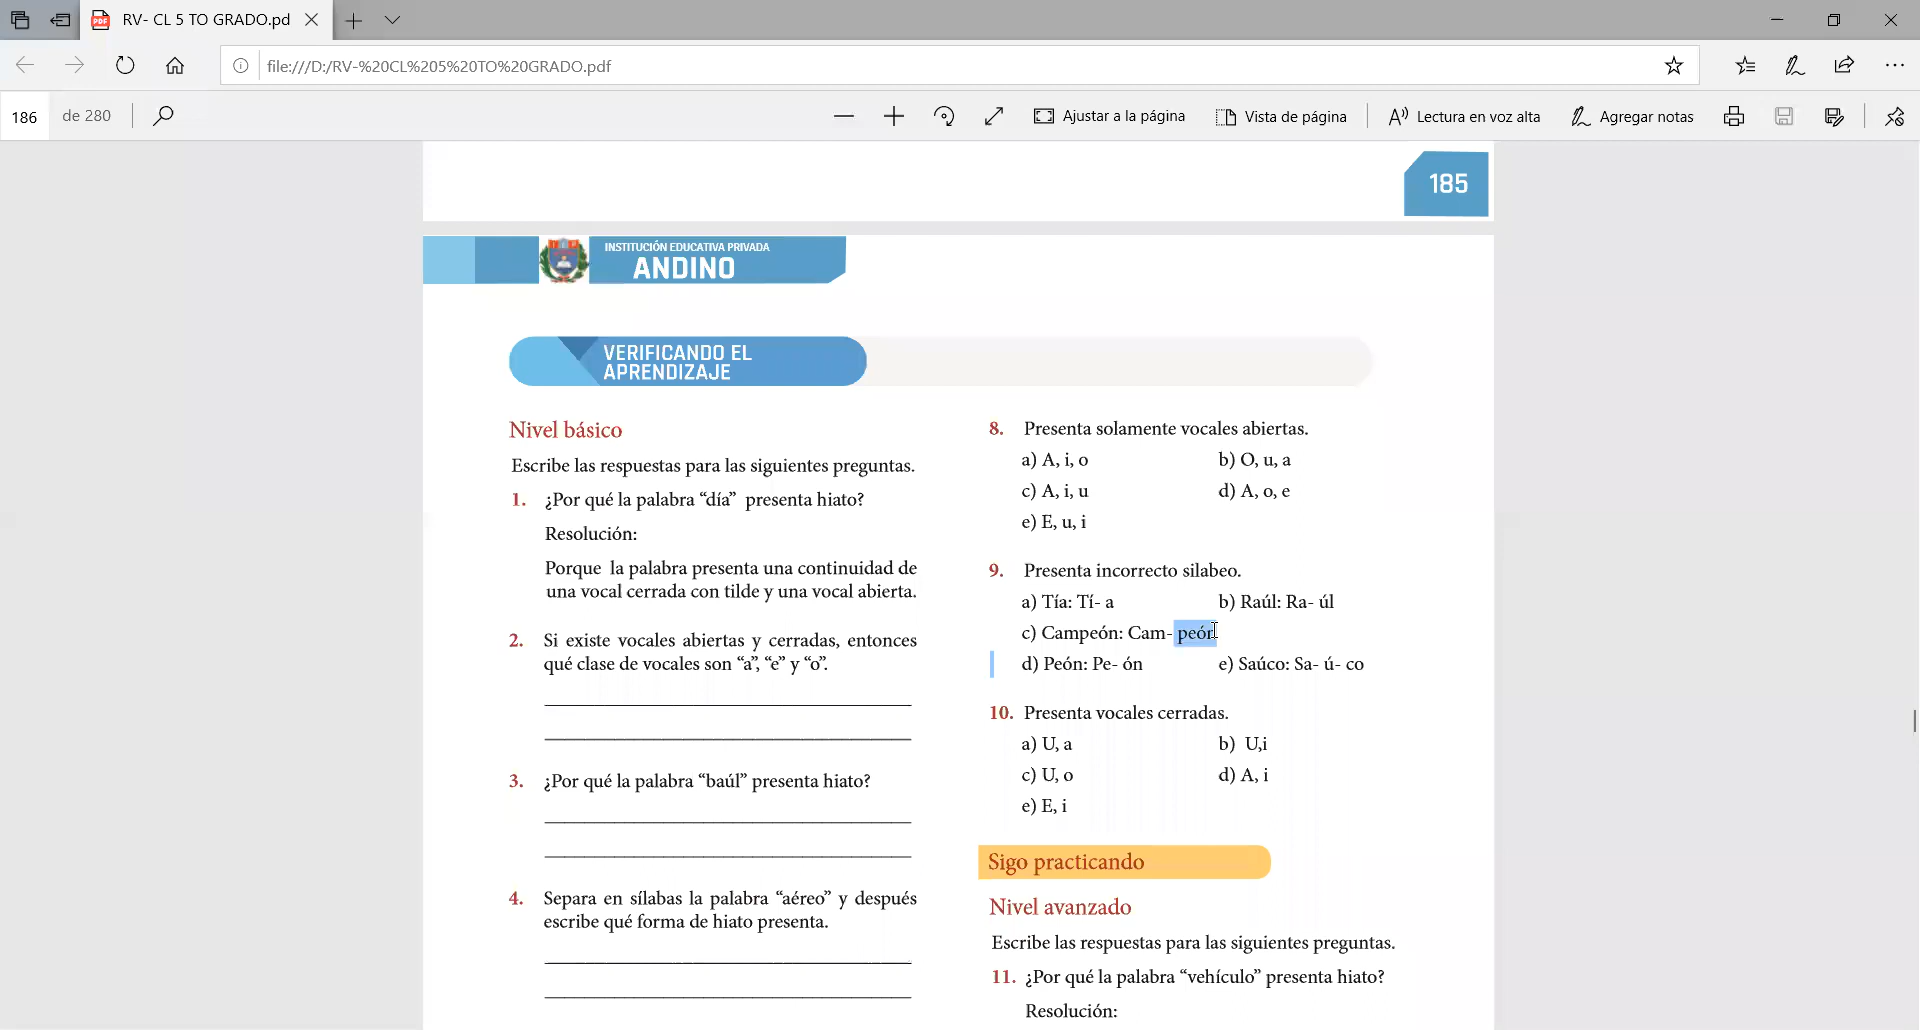 RV- CL 5 TO GRADO.pd
file:///D:/RV-%20CL%205%20TO%20GRADO.pdf
186 de 280
Ajustar a la página
Vista de página
Lectura en voz alta
Agregar notas
185
INSTITUCIÓN EDUCATIVA PRIVADA
ANDINO
VERIFICANDO EL
APRENDIZAJE
Nivel básico
Escribe las respuestas para las siguientes preguntas.
1. ¿Por qué la palabra “día” presenta hiato?
Resolución:
Porque la palabra presenta una continuidad de
una vocal cerrada con tilde y una vocal abierta.
2. Si existe vocales abiertas y cerradas, entonces
qué clase de vocales son “a”, “e” y “o”.
3. ¿Por qué la palabra “baúl” presenta hiato?
4. Separa en sílabas la palabra “aéreo” y después
escribe qué forma de hiato presenta.
8. Presenta solamente vocales abiertas.
a) A, i, o b) O, u, a
c) A, i, u d) A, o, e
e) E, u, i
9. Presenta incorrecto silabeo.
a) Tía: Tí- a b) Raúl: Ra- úl
c) Campeón: Cam- peón
d) Peón: Pe- ón e) Saúco: Sa- ú- co
10. Presenta vocales cerradas.
a) U, a b) U,i
c) U, o d) A, i
e) E, i
Sigo practicando
Nivel avanzado
Escribe las respuestas para las siguientes preguntas.
11. ¿Por qué la palabra “vehículo” presenta hiato?
Resolución: